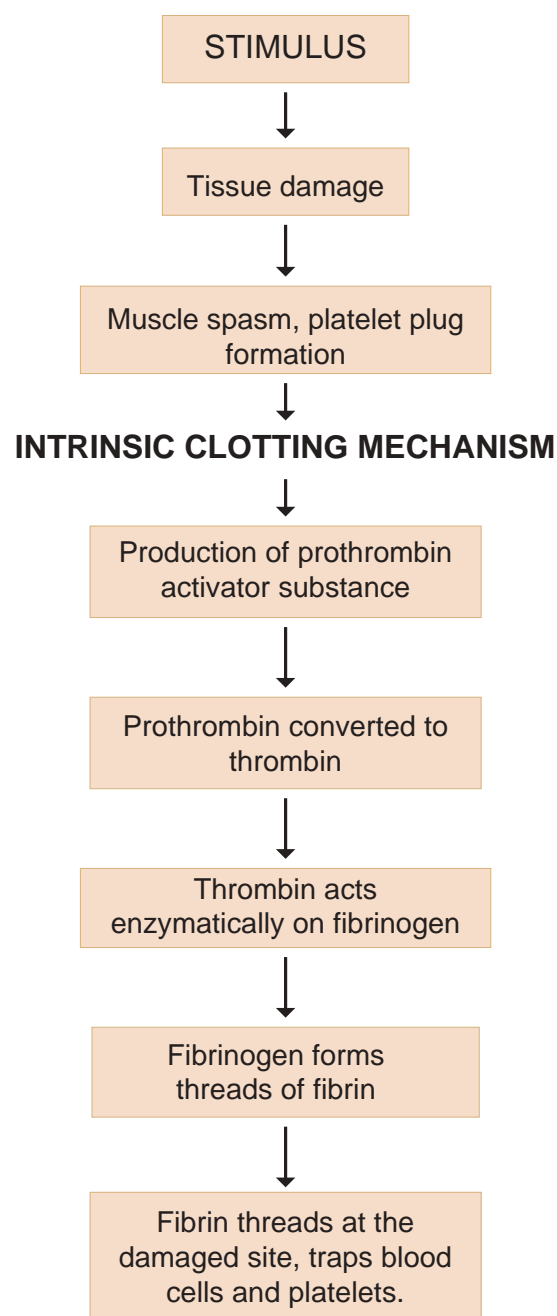 STIMULUS
Tissue damage
Muscle spasm, platelet plug
formation
INTRINSIC CLOTTING MECHANISM
Production of prothrombin
activator substance
Prothrombin converted to
thrombin
Thrombin acts
enzymatically on fibrinogen
Fibrinogen forms
threads of fibrin
Fibrin threads at the
damaged site, traps blood
cells and platelets.